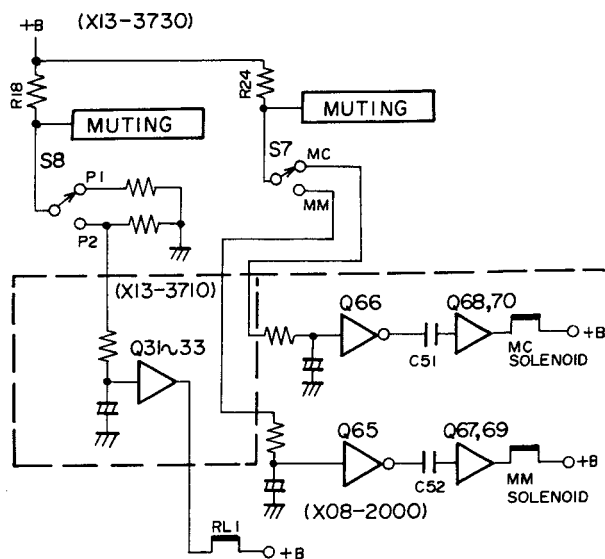 +B
(X13-3730)
R18
R24
MUTING
MUTING
S8
S7
MC
P1
MM
P2
(X13-3710)
Q66
Q68,70
Q31~33
C51
MC
SOLENOID
+B
Q65
Q67,69
C52
MM
SOLENOID
+B
(X08-2000)
RL1
+B